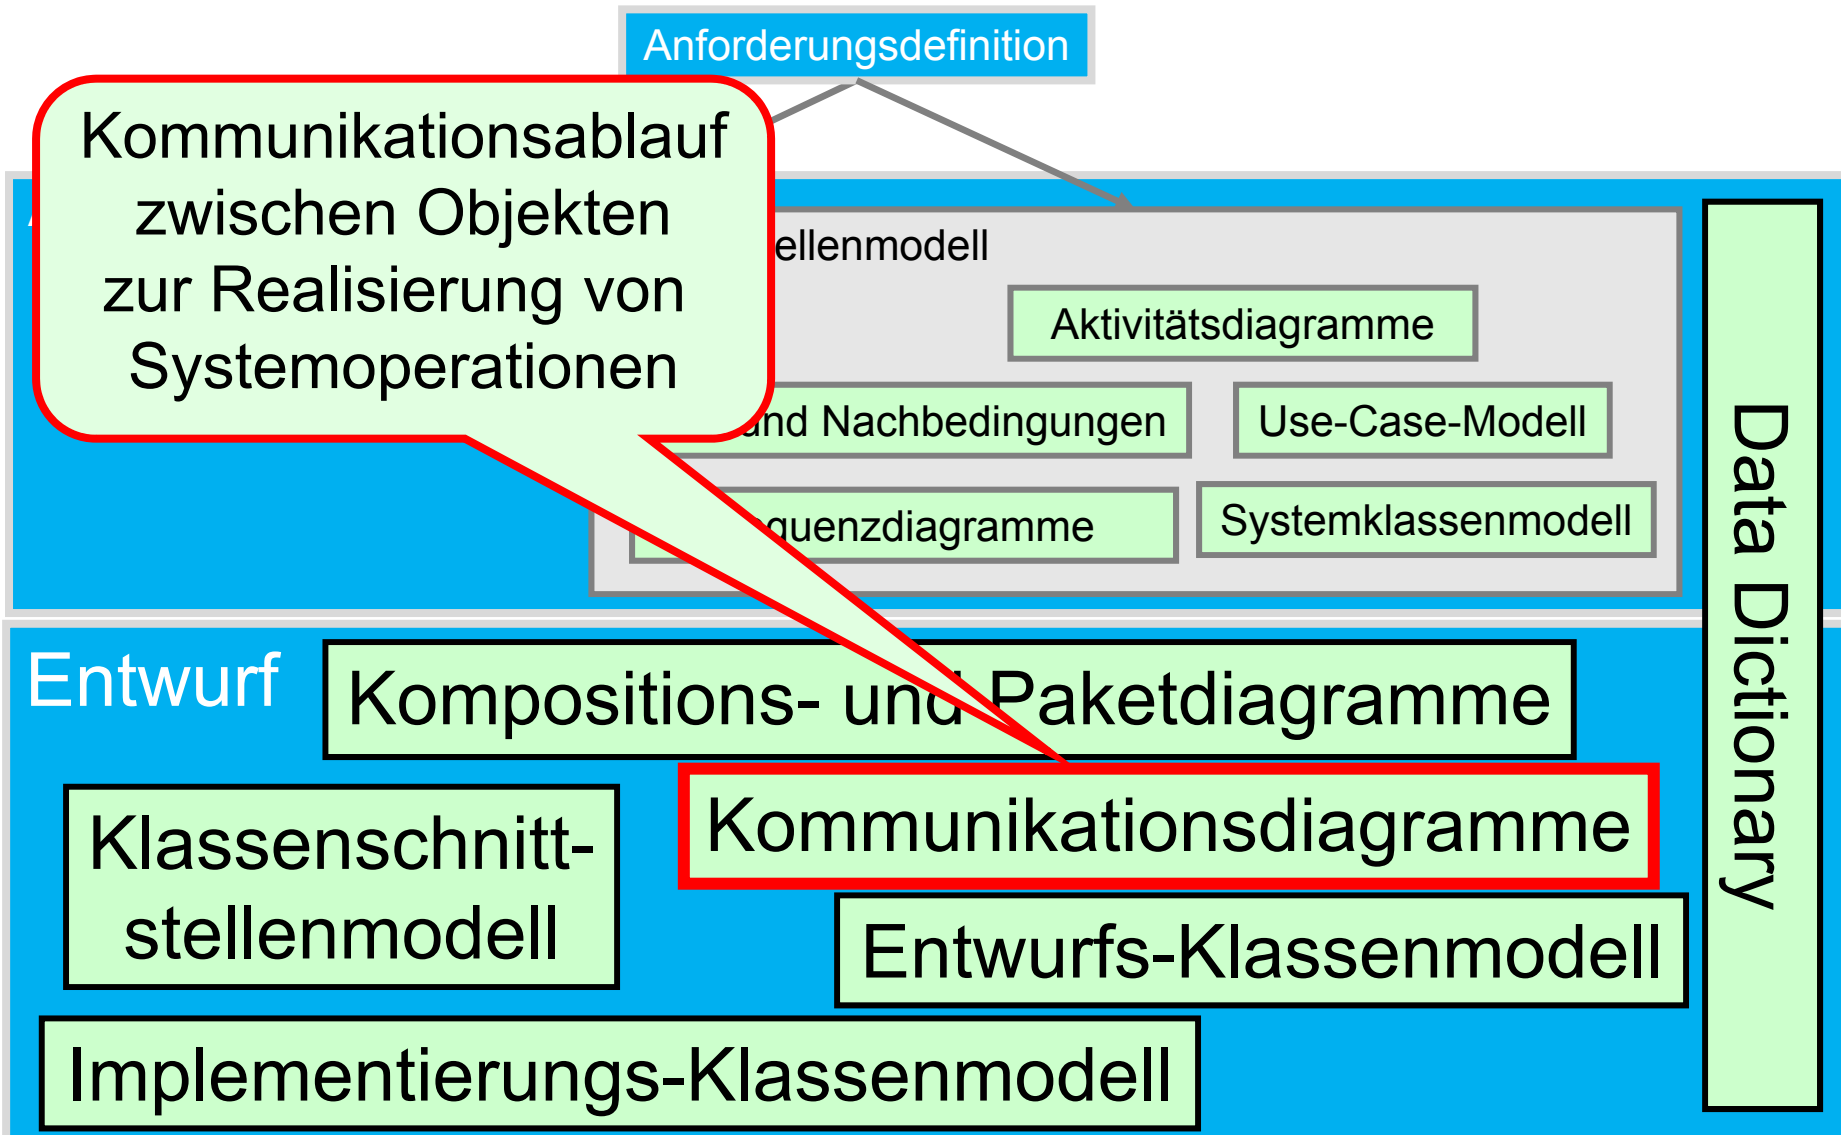 Anforderungsdefinition
Kommunikationsablauf
zwischen Objekten
zur Realisierung von
Systemoperationen
ellenmodell
Aktivitätsdiagramme
und Nachbedingungen
Use-Case-Modell
quenzdiagramme
Systemklassenmodell
Data Dictionary
Entwurf
Kompositions- und Paketdiagramme
Kommunikationsdiagramme
Klassenschnitt-
stellenmodell
Entwurfs-Klassenmodell
Implementierungs-Klassenmodell